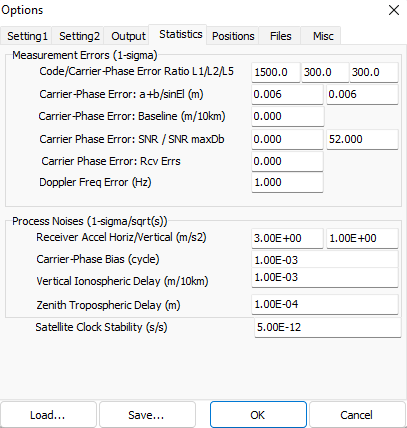 Options
Setting1 Setting2 Output Statistics Positions Files Misc
Measurement Errors (1-sigma)
Code/Carrier-Phase Error Ratio L1/L2/L5 1500.0 300.0 300.0
Carrier-Phase Error: a+b/sinEl (m) 0.006 0.006
Carrier-Phase Error: Baseline (m/10km) 0.000
Carrier Phase Error: SNR / SNR maxDb 0.000 52.000
Carrier Phase Error: Rcv Errs 0.000
Doppler Freq Error (Hz) 1.000
Process Noises (1-sigma/sqrt(s))
Receiver Accel Horiz/Vertical (m/s2) 3.00E+00 1.00E+00
Carrier-Phase Bias (cycle) 1.00E-03
Vertical Ionospheric Delay (m/10km) 1.00E-03
Zenith Tropospheric Delay (m) 1.00E-04
Satellite Clock Stability (s/s) 5.00E-12
Load... Save... OK Cancel